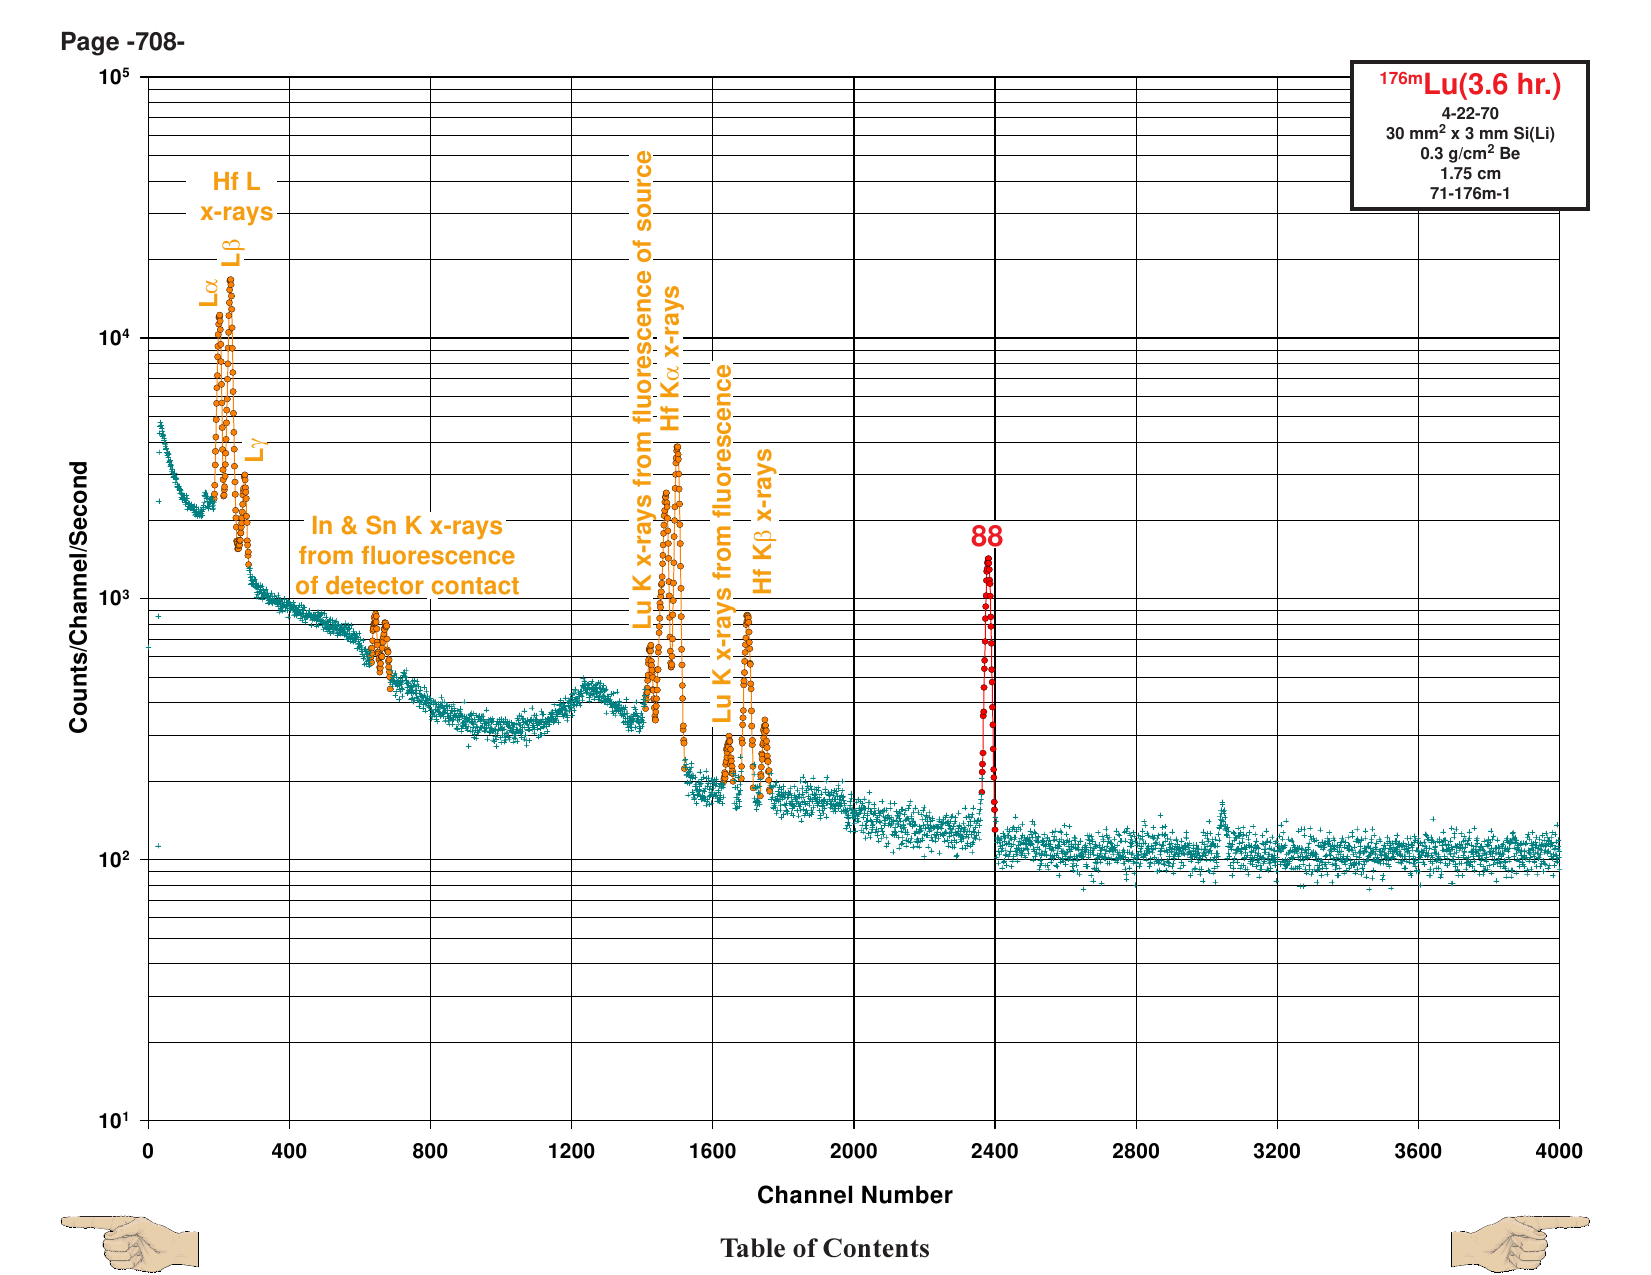 Page -708-
10⁵
10⁴
10³
10²
10¹
Counts/Channel/Second
¹⁷⁶ᵐLu(3.6 hr.)
4-22-70
30 mm² x 3 mm Si(Li)
0.3 g/cm² Be
1.75 cm
71-176m-1
Hf L
x-rays
Lα
Lβ
Lγ
In & Sn K x-rays
from fluorescence
of detector contact
Lu K x-rays from fluorescence of source
Hf Kα x-rays
Lu K x-rays from fluorescence
Hf Kβ x-rays
88
0 400 800 1200 1600 2000 2400 2800 3200 3600 4000
Channel Number
Table of Contents